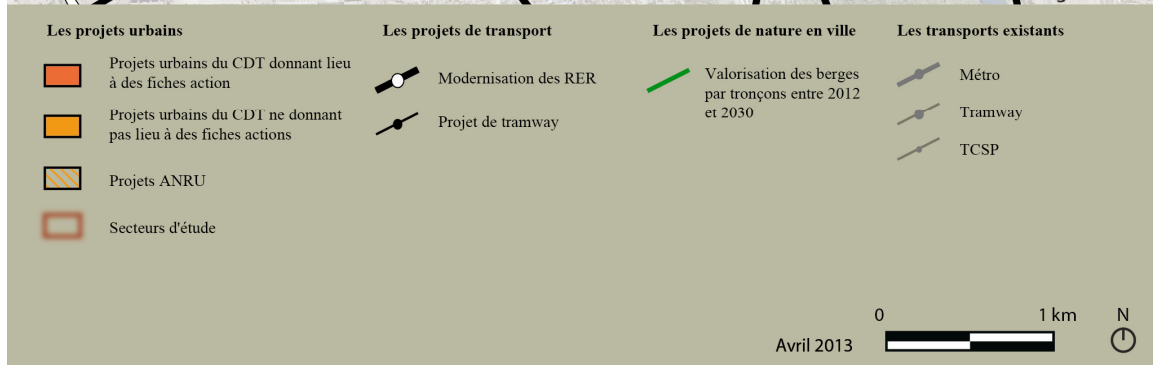 Les projets urbains
Projets urbains du CDT donnant lieu
à des fiches action
Projets urbains du CDT ne donnant
pas lieu à des fiches actions
Projets ANRU
Secteurs d'étude
Les projets de transport
Modernisation des RER
Projet de tramway
Les projets de nature en ville
Valorisation des berges
par tronçons entre 2012
et 2030
Les transports existants
Métro
Tramway
TCSP
0 1 km N
Avril 2013